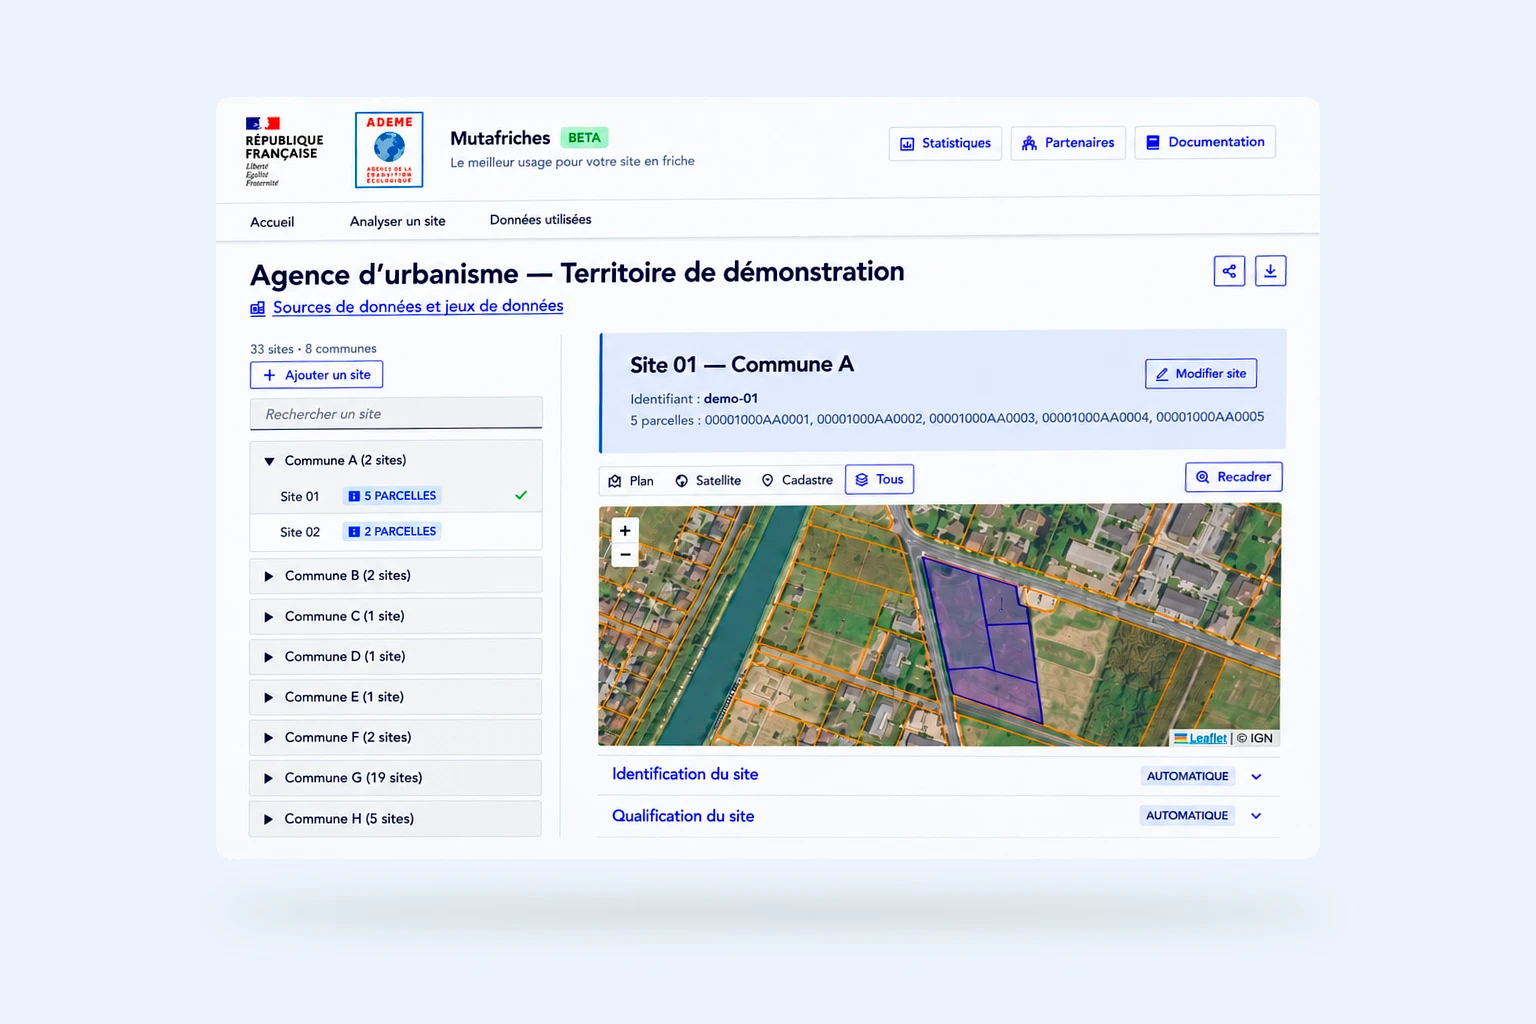 RÉPUBLIQUE
FRANÇAISE
Liberté
Égalité
Fraternité
ADEME
AGENCE DE LA
TRANSITION
ÉCOLOGIQUE
Mutafriches BETA
Le meilleur usage pour votre site en friche
Statistiques
Partenaires
Documentation
Accueil
Analyser un site
Données utilisées
Agence d’urbanisme — Territoire de démonstration
Sources de données et jeux de données
33 sites • 8 communes
Ajouter un site
Rechercher un site
Commune A (2 sites)
Site 01 5 PARCELLES
Site 02 2 PARCELLES
Commune B (2 sites)
Commune C (1 site)
Commune D (1 site)
Commune E (1 site)
Commune F (2 sites)
Commune G (19 sites)
Commune H (5 sites)
Site 01 — Commune A
Modifier site
Identifiant : demo-01
5 parcelles : 00001000AA0001, 00001000AA0002, 00001000AA0003, 00001000AA0004, 00001000AA0005
Plan
Satellite
Cadastre
Tous
Recadrer
+
−
Leaflet | © IGN
Identification du site AUTOMATIQUE
Qualification du site AUTOMATIQUE